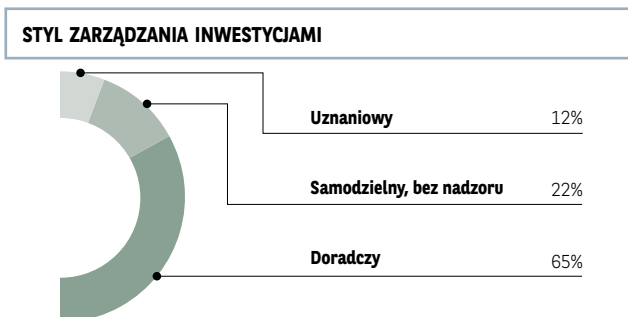 STYL ZARZĄDZANIA INWESTYCJAMI
Uznaniowy 12%
Samodzielny, bez nadzoru 22%
Doradczy 65%